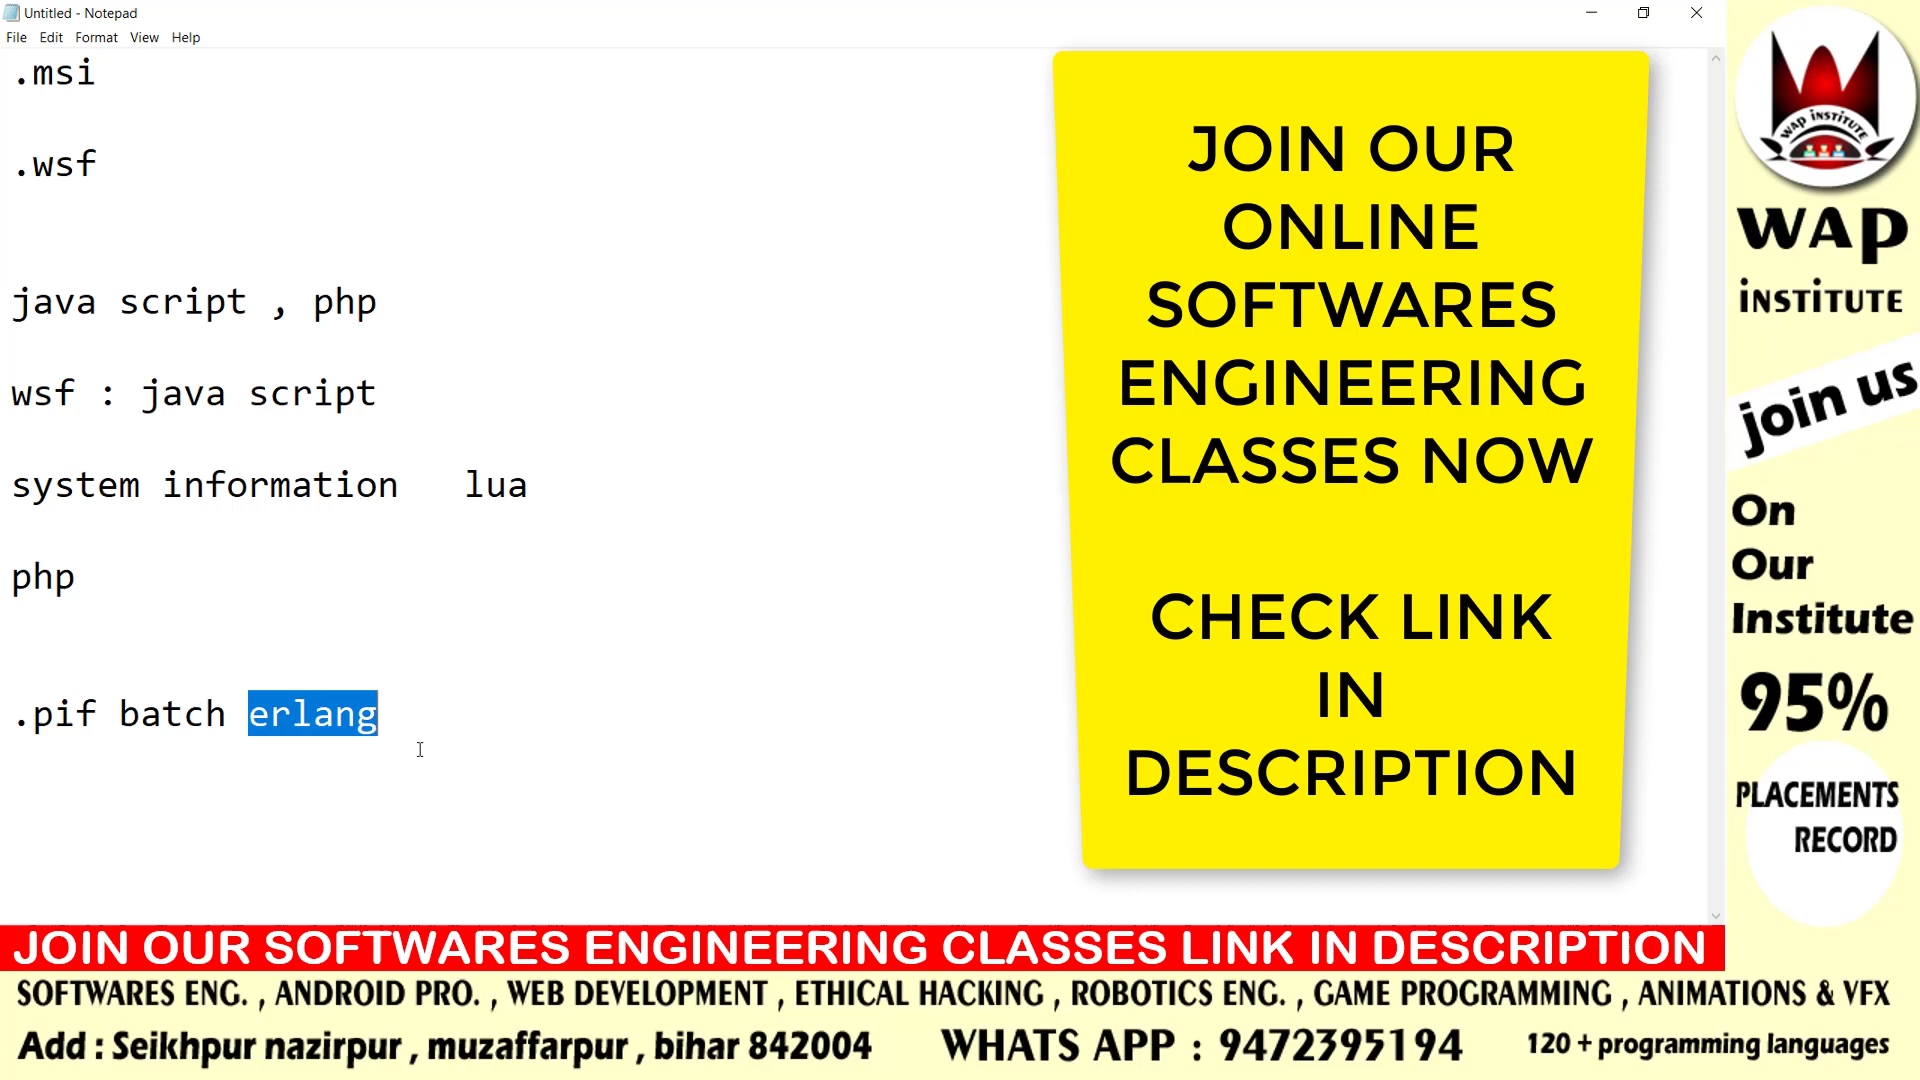 Untitled - Notepad
File Edit Format View Help
.msi
.wsf
java script , php
wsf : java script
system information lua
php
.pif batch erlang
JOIN OUR
ONLINE
SOFTWARES
ENGINEERING
CLASSES NOW
CHECK LINK
IN
DESCRIPTION
WAP INSTITUTE
WAP
INSTITUTE
join us
On
Our
Institute
95%
PLACEMENTS
RECORD
JOIN OUR SOFTWARES ENGINEERING CLASSES LINK IN DESCRIPTION
SOFTWARES ENG. , ANDROID PRO. , WEB DEVELOPMENT , ETHICAL HACKING , ROBOTICS ENG. , GAME PROGRAMMING , ANIMATIONS & VFX
Add : Seikhpur nazirpur , muzaffarpur , bihar 842004 WHATS APP : 9472395194 120 + programming languages